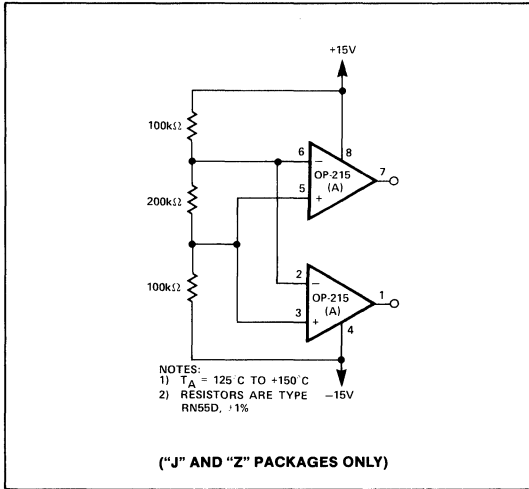 +15V
100kΩ
6
−
8
7
OP-215
(A)
5
+
200kΩ
2
−
1
OP-215
(A)
3
+
4
100kΩ
NOTES:
1) TA = 125°C TO +150°C
2) RESISTORS ARE TYPE
RN55D, ±1%
−15V
("J" AND "Z" PACKAGES ONLY)